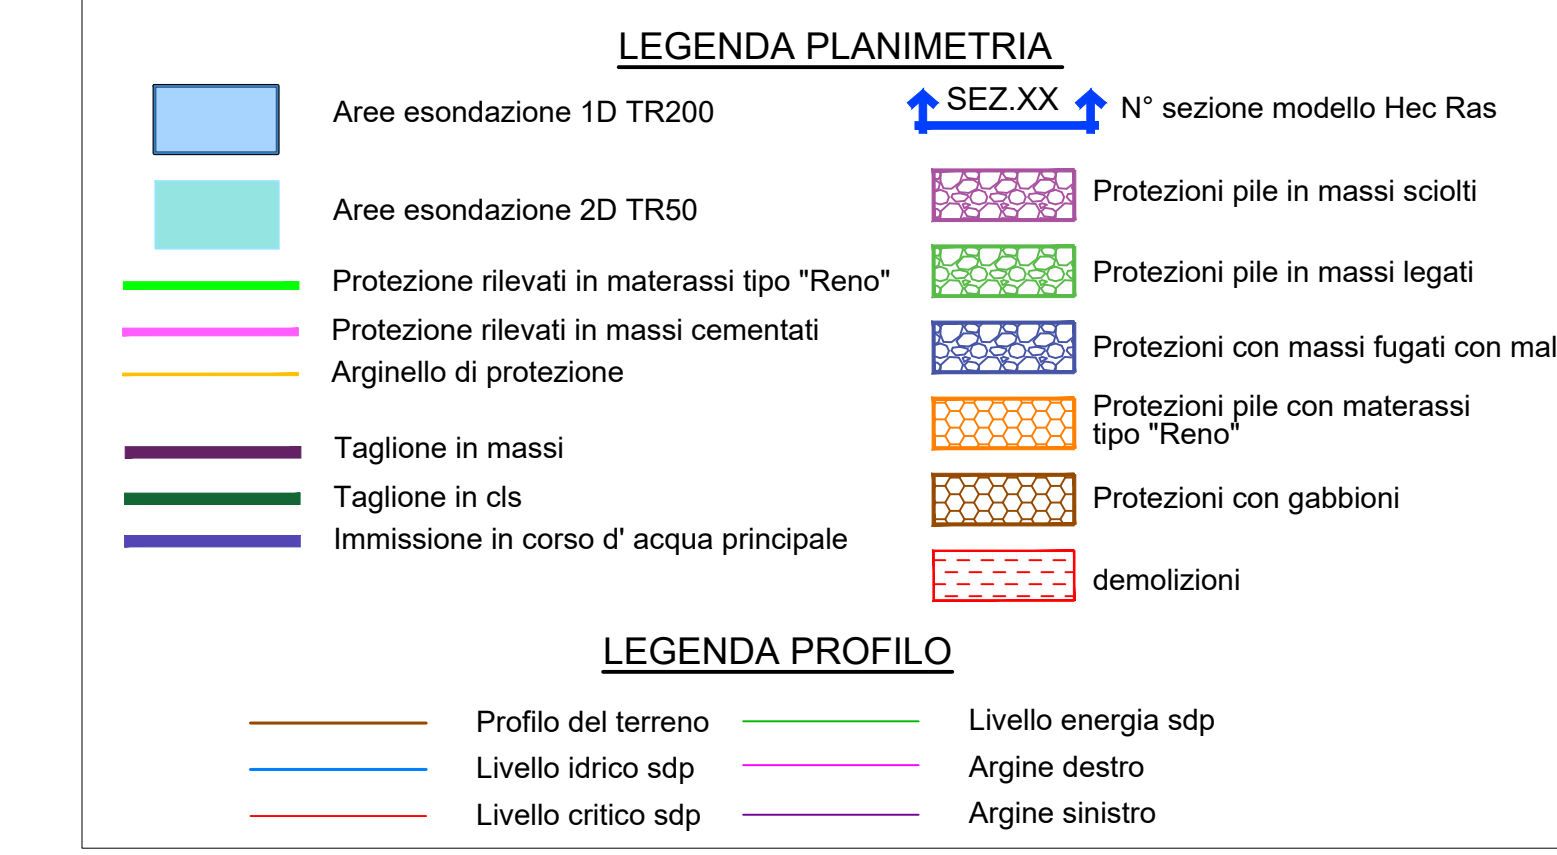 LEGENDA PLANIMETRIA
Aree esondazione 1D TR200
Aree esondazione 2D TR50
Protezione rilevati in materassi tipo "Reno"
Protezione rilevati in massi cementati
Arginello di protezione
Taglione in massi
Taglione in cls
Immissione in corso d' acqua principale
SEZ.XX
N° sezione modello Hec Ras
Protezioni pile in massi sciolti
Protezioni pile in massi legati
Protezioni con massi fugati con mal
Protezioni pile con materassi
tipo "Reno"
Protezioni con gabbioni
demolizioni
LEGENDA PROFILO
Profilo del terreno
Livello idrico sdp
Livello critico sdp
Livello energia sdp
Argine destro
Argine sinistro